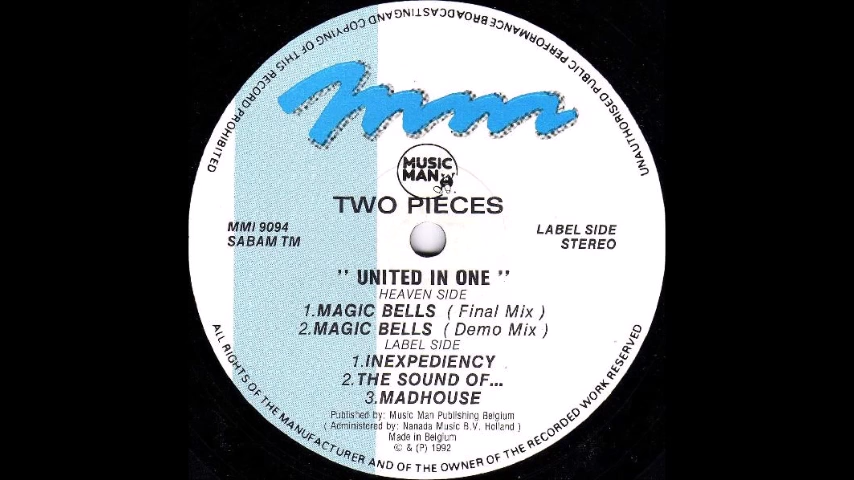 UNAUTHORISED PUBLIC PERFORMANCE BROADCASTING AND COPYING OF THIS RECORD PROHIBITED
mm
MUSIC
MAN
TWO PIECES
MMI 9094
SABAM TM
LABEL SIDE
STEREO
" UNITED IN ONE "
HEAVEN SIDE
1.MAGIC BELLS ( Final Mix )
2.MAGIC BELLS ( Demo Mix )
LABEL SIDE
1.INEXPEDIENCY
2.THE SOUND OF...
3.MADHOUSE
Published by: Music Man Publishing Belgium
( Administered by: Nanada Music B.V. Holland )
Made in Belgium
© & (P) 1992
ALL RIGHTS OF THE MANUFACTURER AND OF THE OWNER OF THE RECORDED WORK RESERVED